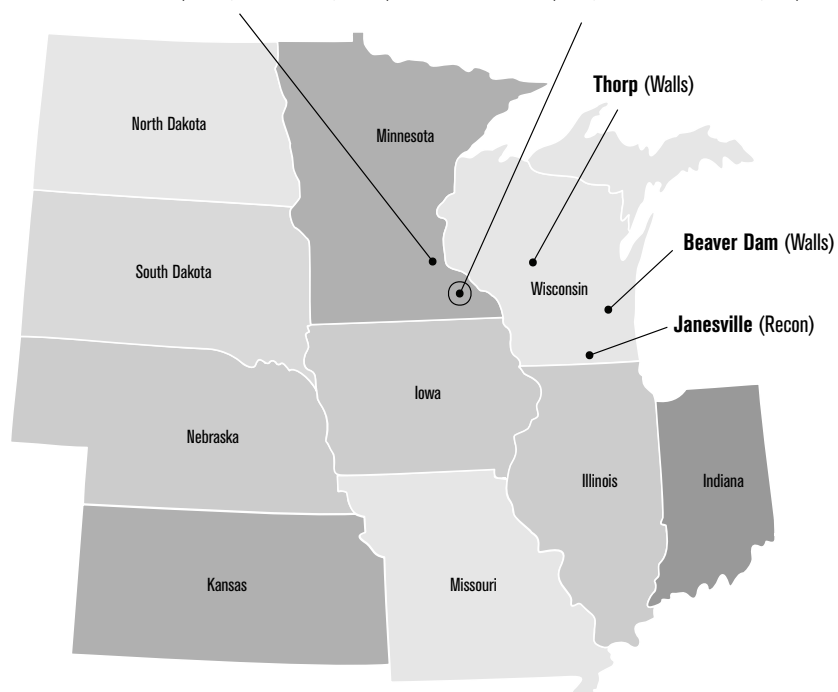 Thorp (Walls)
North Dakota
Minnesota
Beaver Dam (Walls)
South Dakota
Wisconsin
Janesville (Recon)
Iowa
Nebraska
Illinois
Indiana
Kansas
Missouri